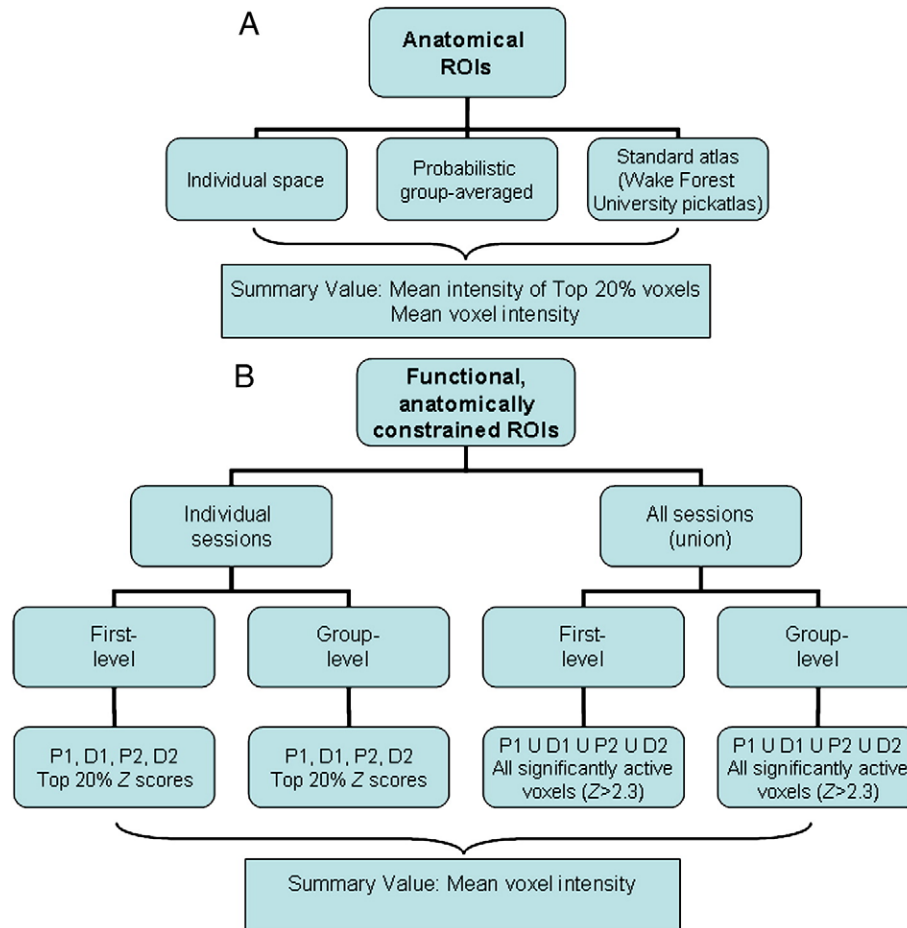 A
Anatomical
ROIs
Individual space
Probabilistic
group-averaged
Standard atlas
(Wake Forest
University pickatlas)
Summary Value: Mean intensity of Top 20% voxels
Mean voxel intensity
B
Functional,
anatomically
constrained ROIs
Individual
sessions
All sessions
(union)
First-
level
Group-
level
First-
level
Group-
level
P1, D1, P2, D2
Top 20% Z scores
P1, D1, P2, D2
Top 20% Z scores
P1 U D1 U P2 U D2
All significantly active
voxels (Z>2.3)
P1 U D1 U P2 U D2
All significantly active
voxels (Z>2.3)
Summary Value: Mean voxel intensity